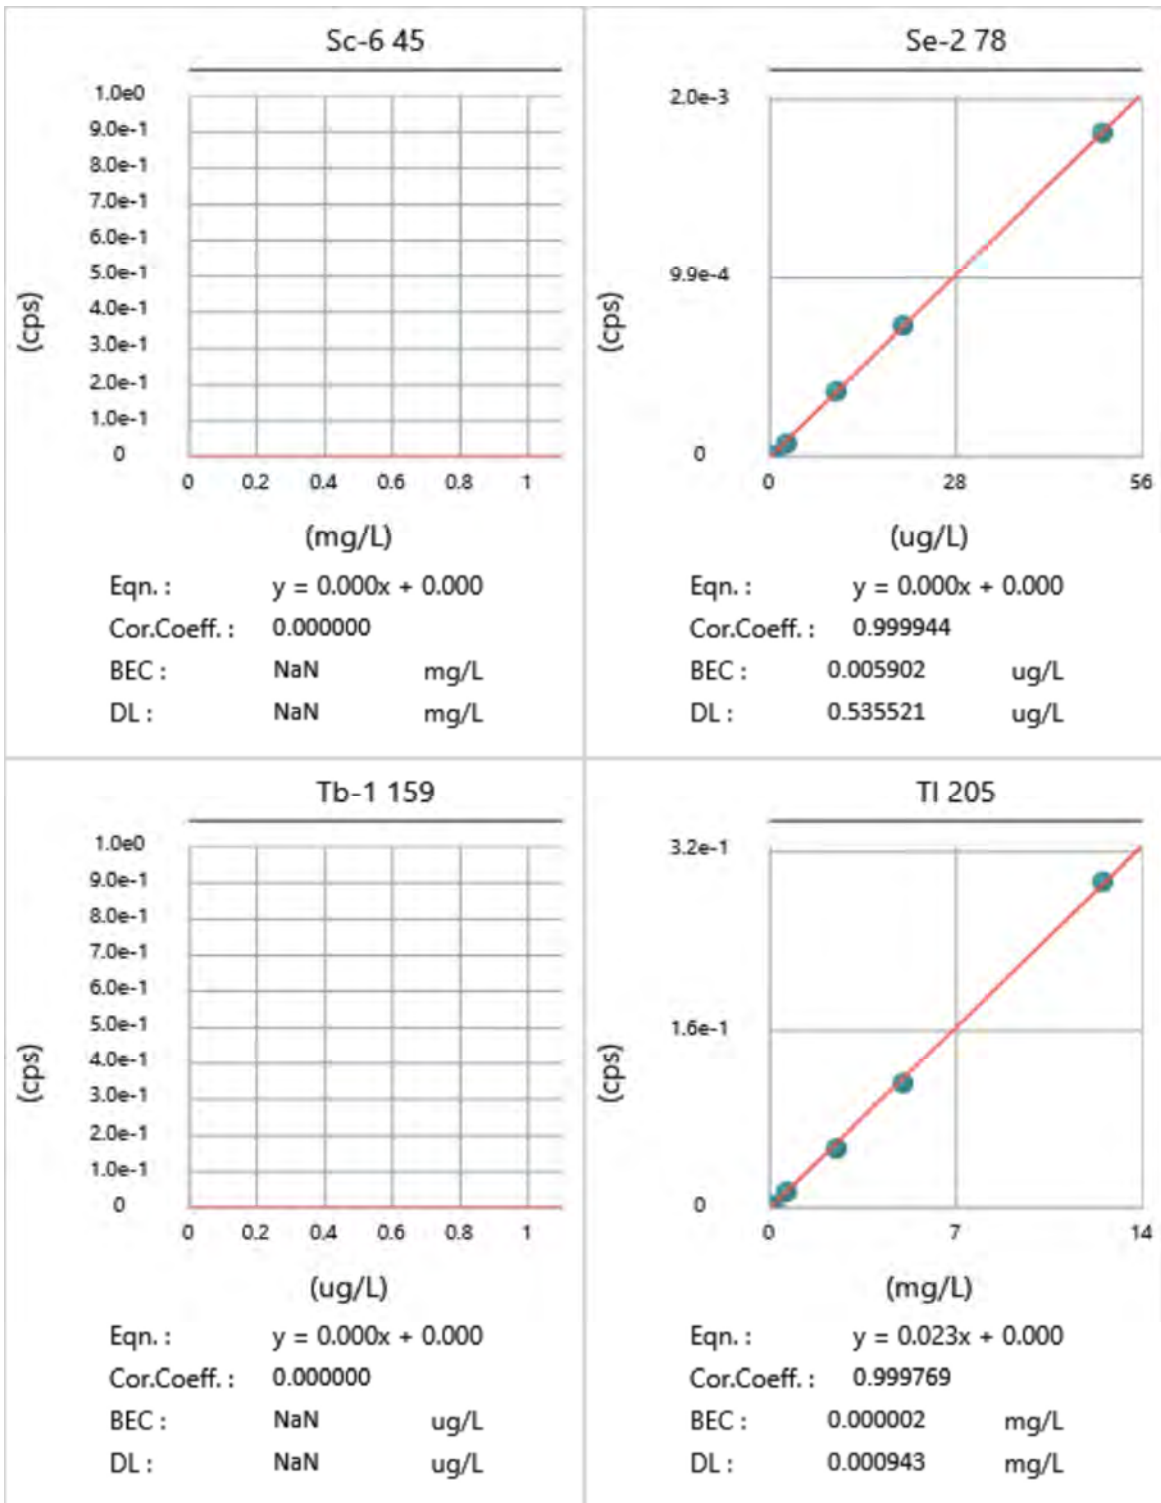 Sc-6 45
1.0e0
9.0e-1
8.0e-1
7.0e-1
6.0e-1
5.0e-1
4.0e-1
3.0e-1
2.0e-1
1.0e-1
0
(cps)
0 0.2 0.4 0.6 0.8 1
(mg/L)
Eqn. : y = 0.000x + 0.000
Cor.Coeff. : 0.000000
BEC : NaN mg/L
DL : NaN mg/L
Se-2 78
2.0e-3
9.9e-4
0
(cps)
0 28 56
(ug/L)
Eqn. : y = 0.000x + 0.000
Cor.Coeff. : 0.999944
BEC : 0.005902 ug/L
DL : 0.535521 ug/L
Tb-1 159
1.0e0
9.0e-1
8.0e-1
7.0e-1
6.0e-1
5.0e-1
4.0e-1
3.0e-1
2.0e-1
1.0e-1
0
(cps)
0 0.2 0.4 0.6 0.8 1
(ug/L)
Eqn. : y = 0.000x + 0.000
Cor.Coeff. : 0.000000
BEC : NaN ug/L
DL : NaN ug/L
Tl 205
3.2e-1
1.6e-1
0
(cps)
0 7 14
(mg/L)
Eqn. : y = 0.023x + 0.000
Cor.Coeff. : 0.999769
BEC : 0.000002 mg/L
DL : 0.000943 mg/L